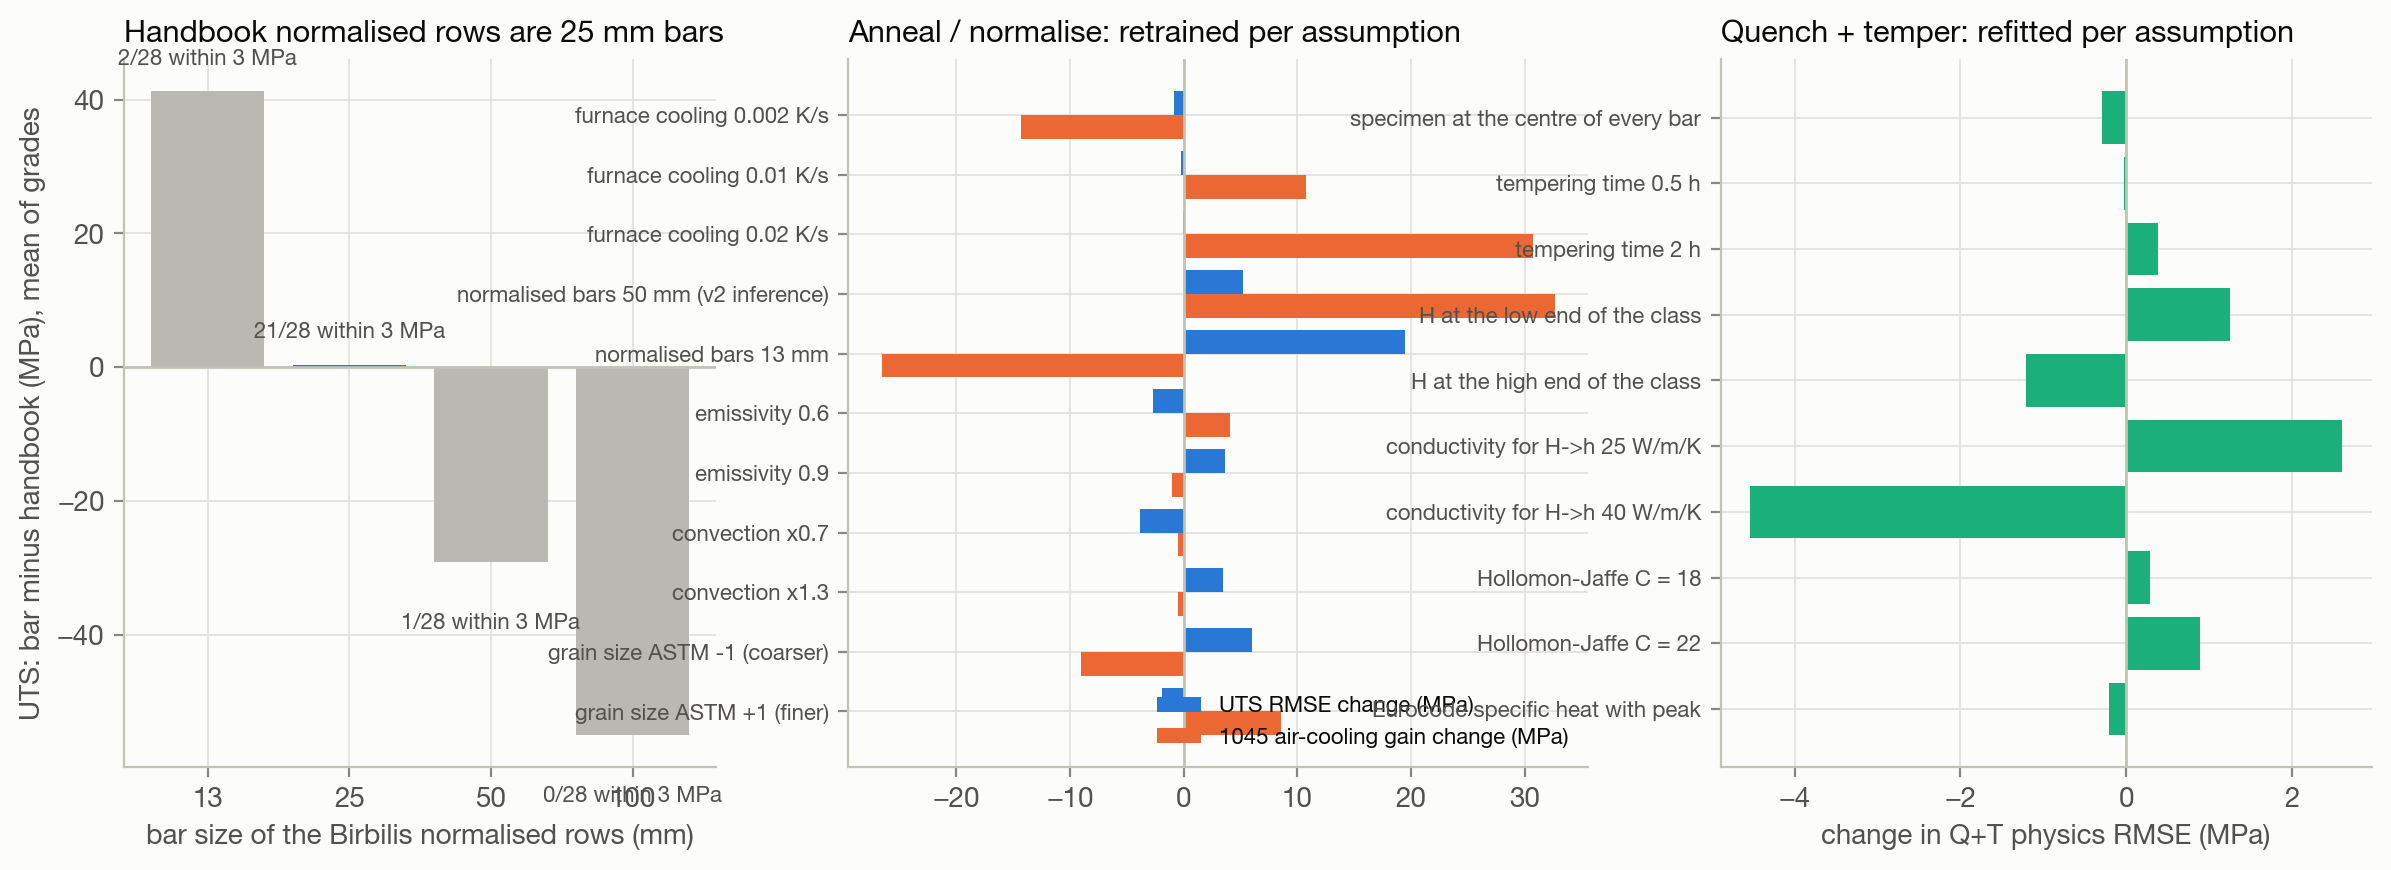 Handbook normalised rows are 25 mm bars
2/28 within 3 MPa
21/28 within 3 MPa
1/28 within 3 MPa
0/28 within 3 MPa
UTS: bar minus handbook (MPa), mean of grades
40
20
0
−20
−40
13
25
50
100
bar size of the Birbilis normalised rows (mm)
Anneal / normalise: retrained per assumption
furnace cooling 0.002 K/s
furnace cooling 0.01 K/s
furnace cooling 0.02 K/s
normalised bars 50 mm (v2 inference)
normalised bars 13 mm
emissivity 0.6
emissivity 0.9
convection x0.7
convection x1.3
grain size ASTM -1 (coarser)
grain size ASTM +1 (finer)
UTS RMSE change (MPa)
1045 air-cooling gain change (MPa)
−20
−10
0
10
20
30
Quench + temper: refitted per assumption
specimen at the centre of every bar
tempering time 0.5 h
tempering time 2 h
H at the low end of the class
H at the high end of the class
conductivity for H->h 25 W/m/K
conductivity for H->h 40 W/m/K
Hollomon-Jaffe C = 18
Hollomon-Jaffe C = 22
Eurocode specific heat with peak
−4
−2
0
2
change in Q+T physics RMSE (MPa)